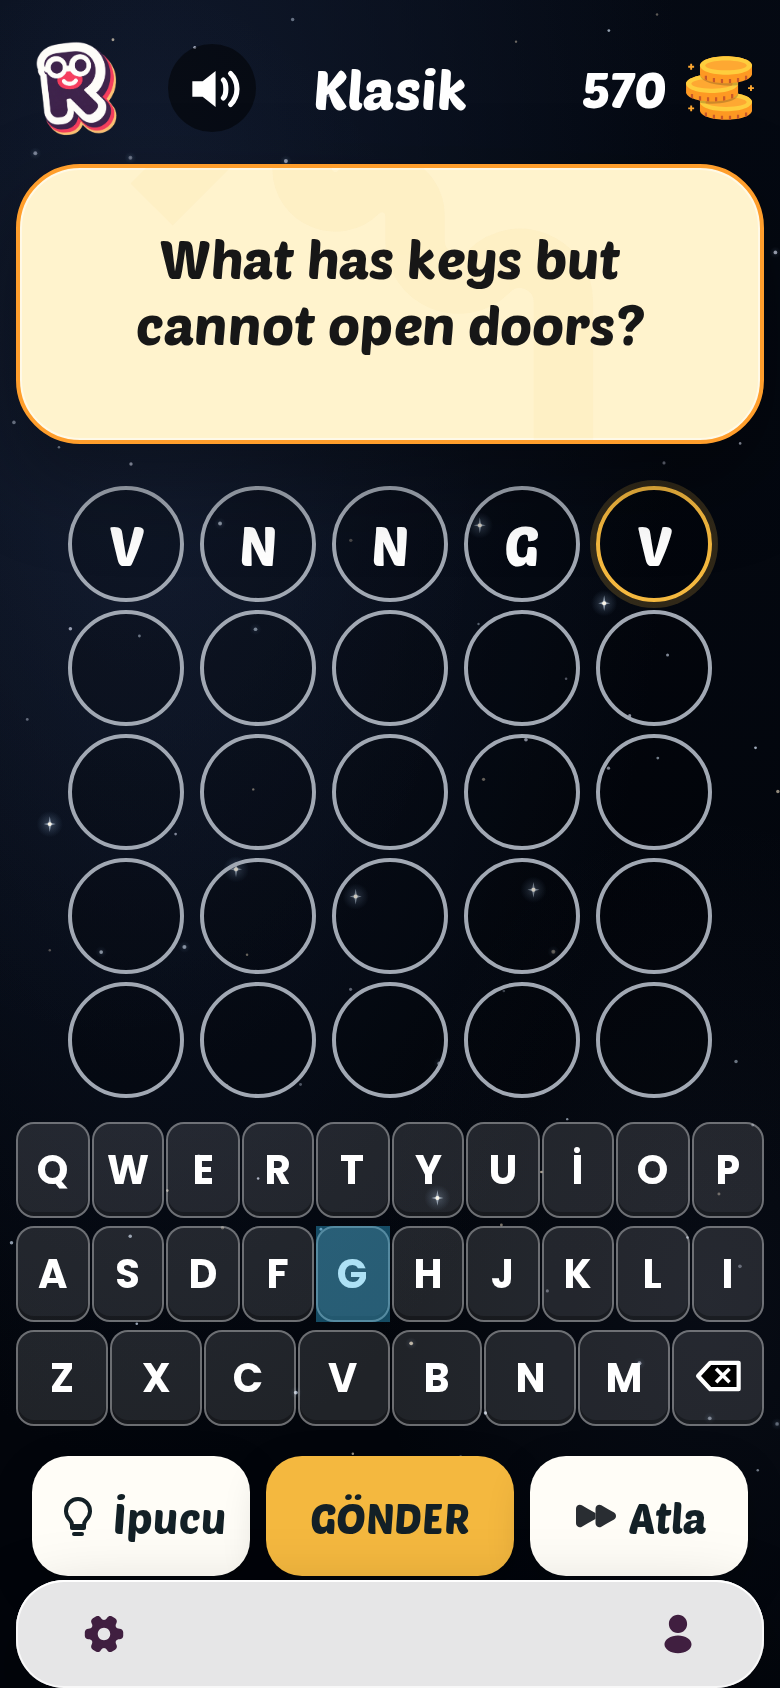 R
Klasik
570
What has keys but
cannot open doors?
V N N G V
Q W E R T Y U İ O P
A S D F G H J K L I
Z X C V B N M
İpucu
GÖNDER
Atla